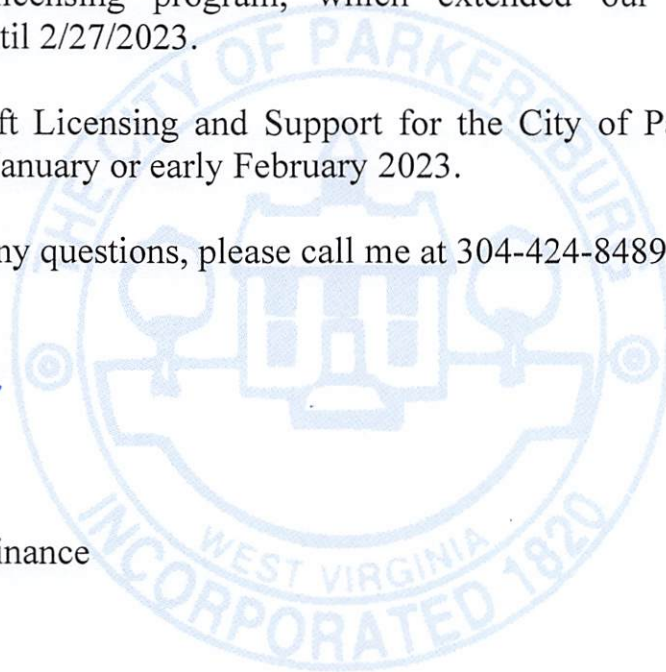 licensing program, which extended our
til 2/27/2023.
ft Licensing and Support for the City of Pa
anuary or early February 2023.
ny questions, please call me at 304-424-8489
inance
THE CITY OF PARKERSBURG
WEST VIRGINIA
INCORPORATED 1820